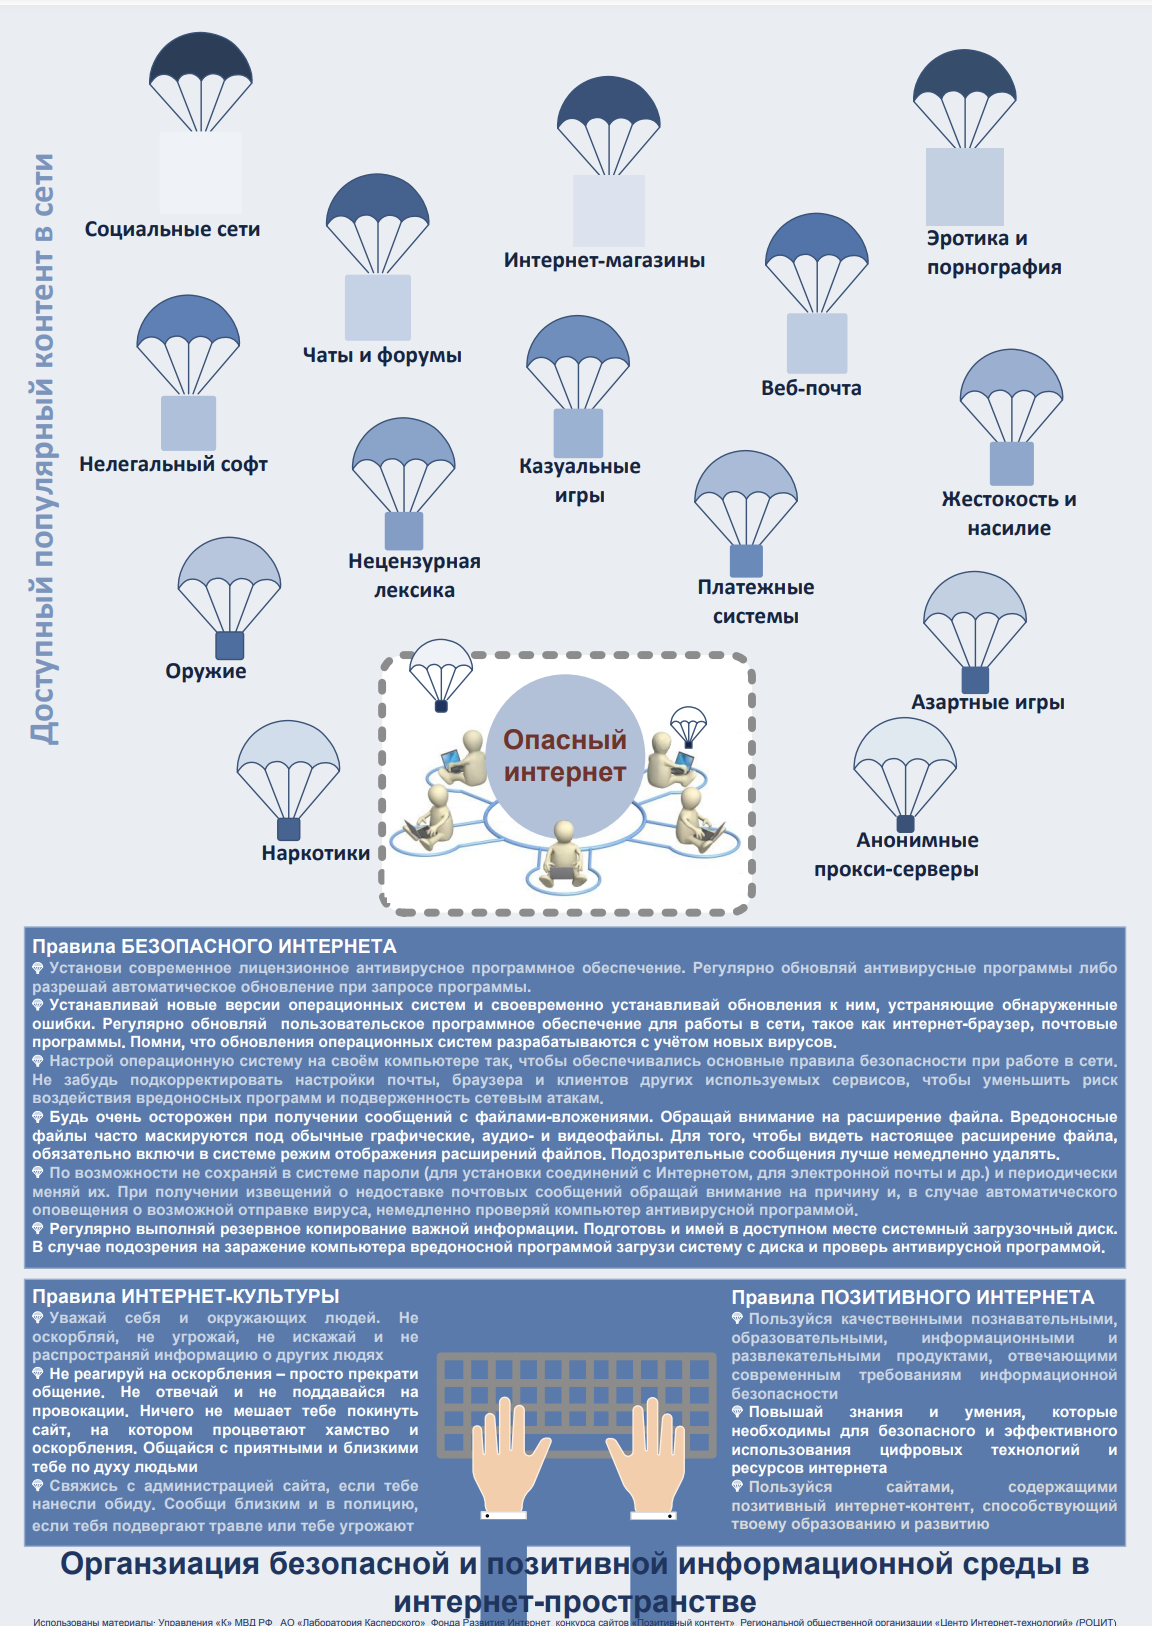 Доступный популярный контент в сети
Социальные сети
Интернет-магазины
Эротика и
порнография
Чаты и форумы
Веб-почта
Нелегальный софт
Казуальные
игры
Жестокость и
насилие
Нецензурная
лексика
Платежные
системы
Оружие
Азартные игры
Опасный
интернет
Наркотики
Анонимные
прокси-серверы
Правила БЕЗОПАСНОГО ИНТЕРНЕТА
Установи современное лицензионное антивирусное программное обеспечение. Регулярно обновляй антивирусные программы либо
разрешай автоматическое обновление при запросе программы.
Устанавливай новые версии операционных систем и своевременно устанавливай обновления к ним, устраняющие обнаруженные
ошибки. Регулярно обновляй пользовательское программное обеспечение для работы в сети, такое как интернет-браузер, почтовые
программы. Помни, что обновления операционных систем разрабатываются с учётом новых вирусов.
Настрой операционную систему на своём компьютере так, чтобы обеспечивались основные правила безопасности при работе в сети.
Не забудь подкорректировать настройки почты, браузера и клиентов других используемых сервисов, чтобы уменьшить риск
воздействия вредоносных программ и подверженность сетевым атакам.
Будь очень осторожен при получении сообщений с файлами-вложениями. Обращай внимание на расширение файла. Вредоносные
файлы часто маскируются под обычные графические, аудио- и видеофайлы. Для того, чтобы видеть настоящее расширение файла,
обязательно включи в системе режим отображения расширений файлов. Подозрительные сообщения лучше немедленно удалять.
По возможности не сохраняй в системе пароли (для установки соединений с Интернетом, для электронной почты и др.) и периодически
меняй их. При получении извещений о недоставке почтовых сообщений обращай внимание на причину и, в случае автоматического
оповещения о возможной отправке вируса, немедленно проверяй компьютер антивирусной программой.
Регулярно выполняй резервное копирование важной информации. Подготовь и имей в доступном месте системный загрузочный диск.
В случае подозрения на заражение компьютера вредоносной программой загрузи систему с диска и проверь антивирусной программой.
Правила ИНТЕРНЕТ-КУЛЬТУРЫ
Уважай себя и окружающих людей. Не
оскорбляй, не угрожай, не искажай и не
распространяй информацию о других людях
Не реагируй на оскорбления – просто прекрати
общение. Не отвечай и не поддавайся на
провокации. Ничего не мешает тебе покинуть
сайт, на котором процветают хамство и
оскорбления. Общайся с приятными и близкими
тебе по духу людьми
Свяжись с администрацией сайта, если тебе
нанесли обиду. Сообщи близким и в полицию,
если тебя подвергают травле или тебе угрожают
Правила ПОЗИТИВНОГО ИНТЕРНЕТА
Пользуйся качественными познавательными,
образовательными, информационными и
развлекательными продуктами, отвечающими
современным требованиям информационной
безопасности
Повышай знания и умения, которые
необходимы для безопасного и эффективного
использования цифровых технологий и
ресурсов интернета
Пользуйся сайтами, содержащими
позитивный интернет-контент, способствующий
твоему образованию и развитию
Органзиация безопасной и позитивной информационной среды в
интернет-пространстве
Использованы материалы: Управления «К» МВД РФ, АО «Лаборатория Касперского», Фонда Развития Интернет, конкурса сайтов «Позитивный контент», Региональной общественной организации «Центр Интернет-технологий» (РОЦИТ)